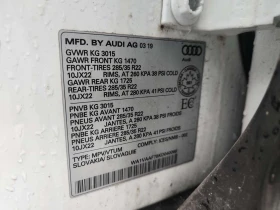 MFD. BY AUDI AG 03 19
GVWR KG 3015
GAWR FRONT KG 1470
FRONT-TIRES 285/35 R22
10JX22 RIMS, AT 260 KPA 38 PSI COLD
GAWR REAR KG 1725
REAR-TIRES 285/35 R22
10JX22 RIMS, AT 280 KPA 41 PSI COLD
Audi
PNVB KG 3015
PNBE KG AVANT 1470
PNEUS AVANT 285/35 R22
10JX22 JANTES, A 260 KPA 38 PSI
PNBE KG ARRIERE 1725
PNEUS ARRIERE 285/35 R22
10JX22 JANTES, A 280 KPA 41 PSI
TYPE: MPV/VTUM
SLOVAKIA / SLOVAQUIE